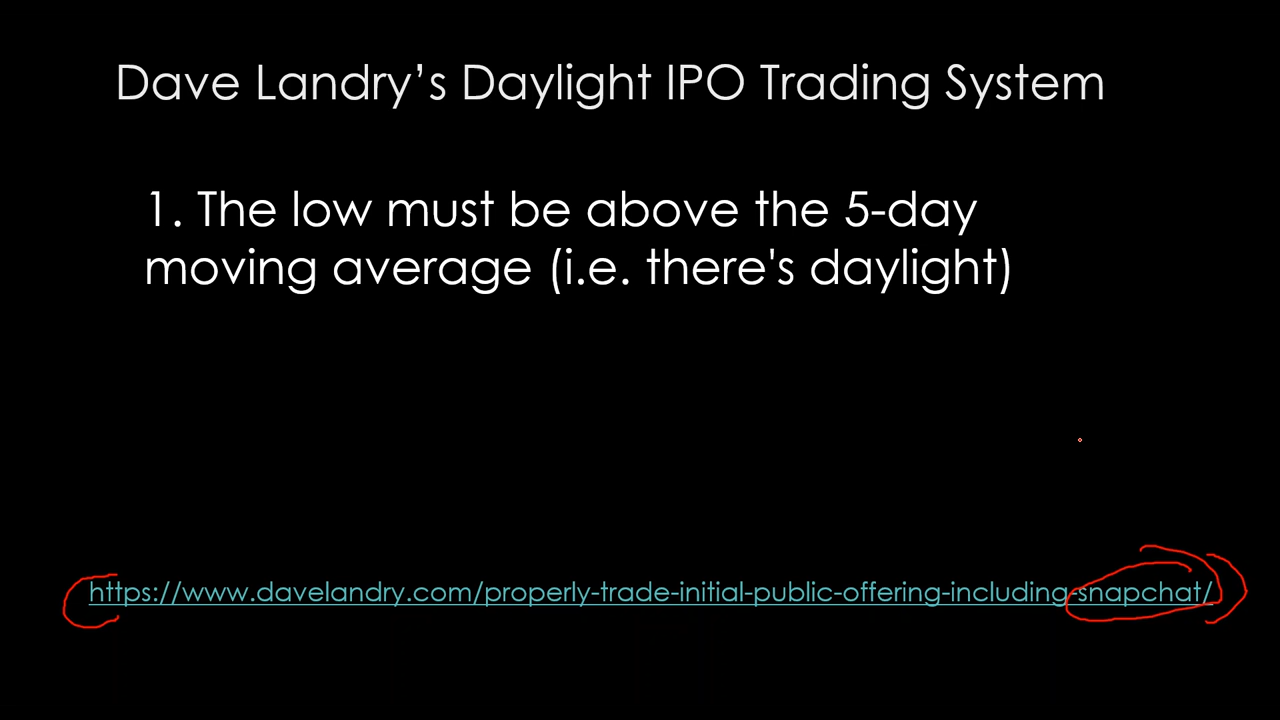 Dave Landry’s Daylight IPO Trading System
1. The low must be above the 5-day
moving average (i.e. there's daylight)
https://www.davelandry.com/properly-trade-initial-public-offering-including-snapchat/